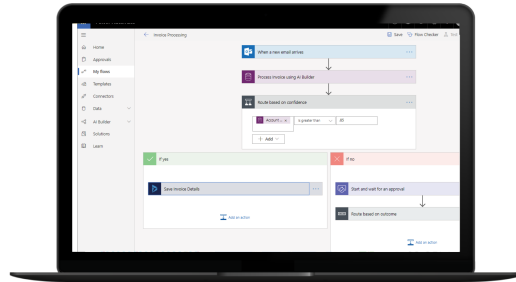 Invoice Processing
Save
Flow Checker
Home
Approvals
My flows
Templates
Connectors
Data
AI Builder
Solutions
Learn
When a new email arrives
Process Invoice using AI Builder
Route based on confidence
is greater than
+ Add
If yes
Save Invoice Details
Add an action
If no
Start and wait for an approval
Route based on outcome
Add an action